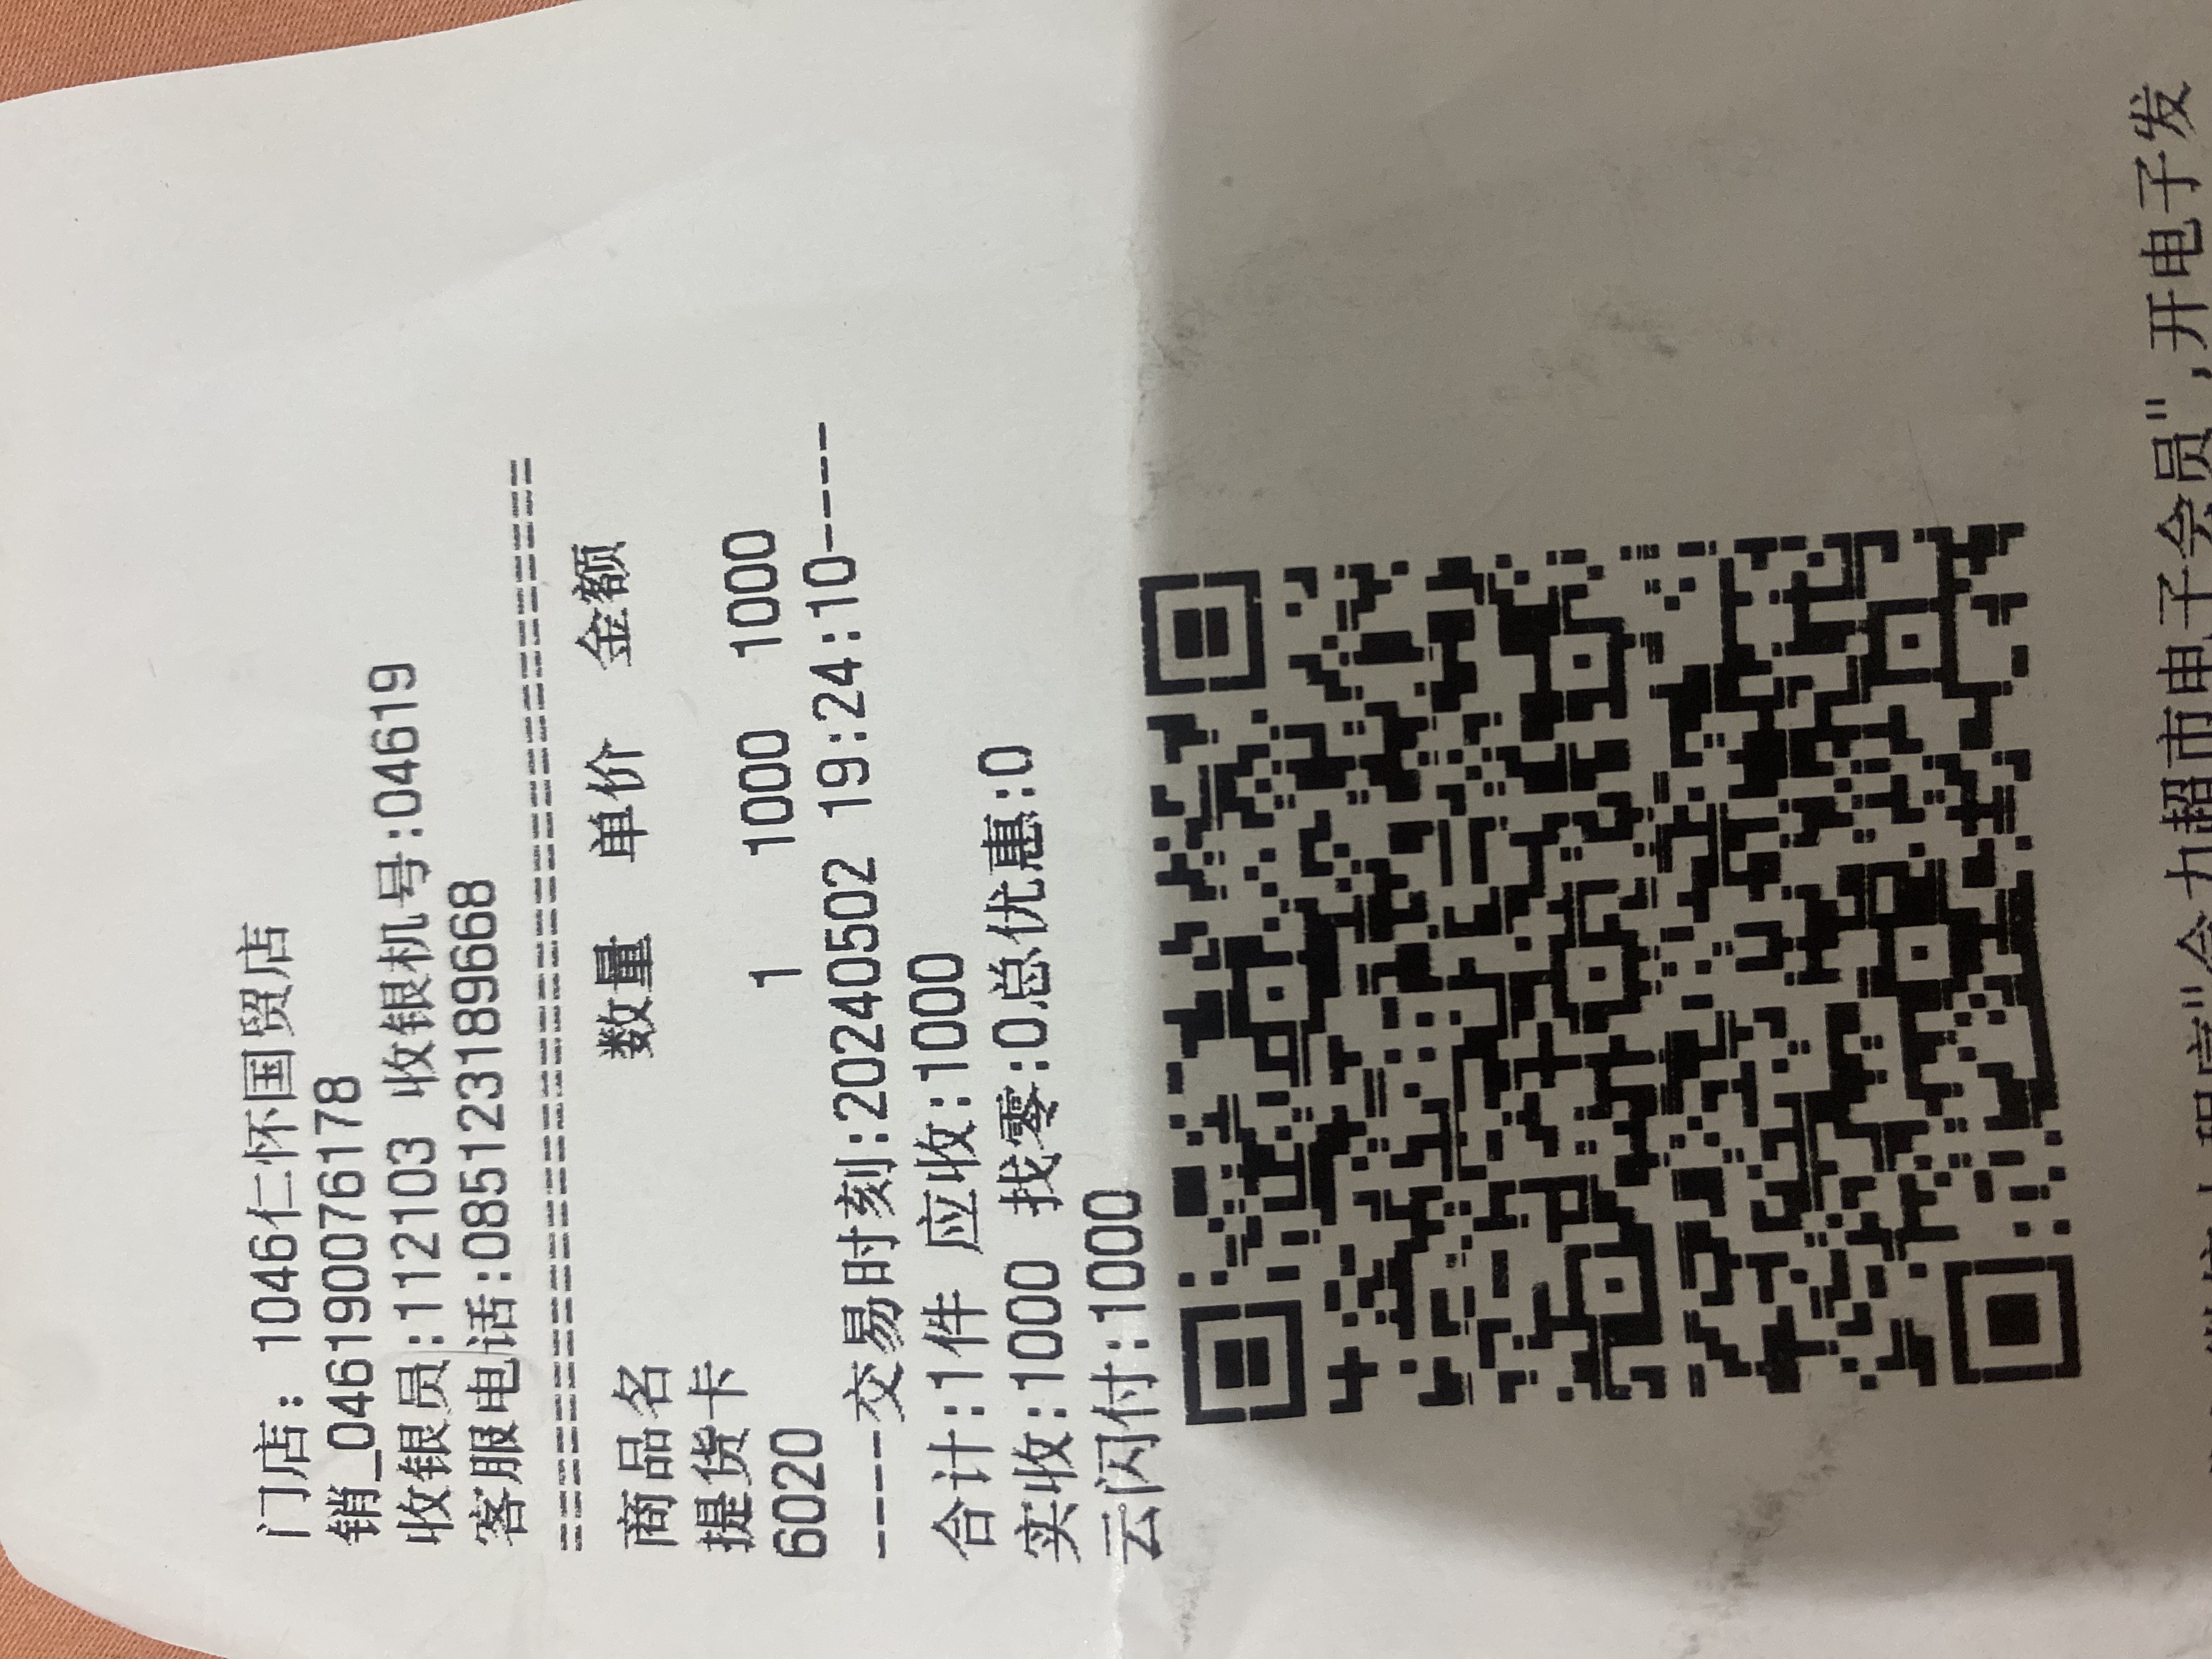 门店: 1046仁怀国贸店
销_0461900076178
收银员:112103 收银机号:04619
客服电话:085123189668
==============================================
商品名 数量 单价 金额
提货卡
6020 1 1000 1000
----交易时刻:20240502 19:24:10----
合计:1件 应收:1000
实收:1000 找零:0总优惠:0
云闪付:1000
"合力超市电子会员",开电子发